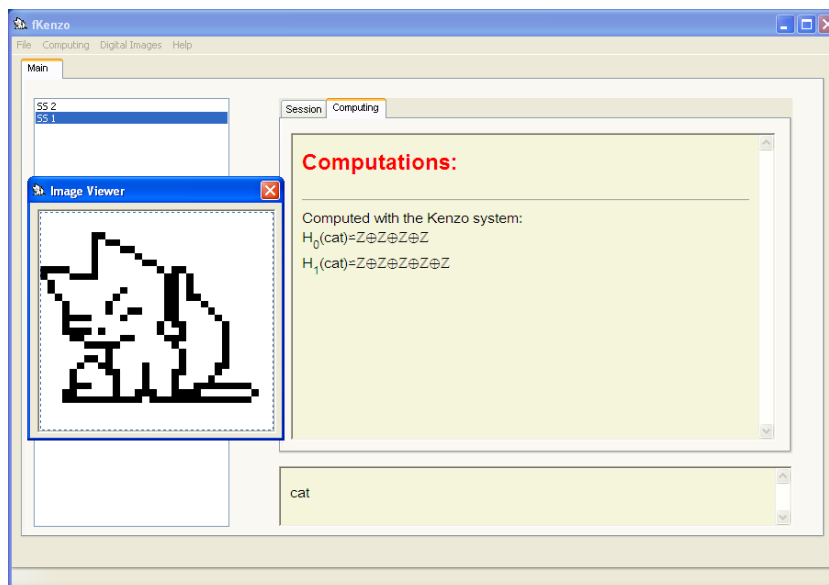 fKenzo
File Computing Digital Images Help
Main
SS 2
SS 1
Session Computing
Computations:
Image Viewer
Computed with the Kenzo system:
H₀(cat)=Z⊕Z⊕Z⊕Z
H₁(cat)=Z⊕Z⊕Z⊕Z⊕Z
cat